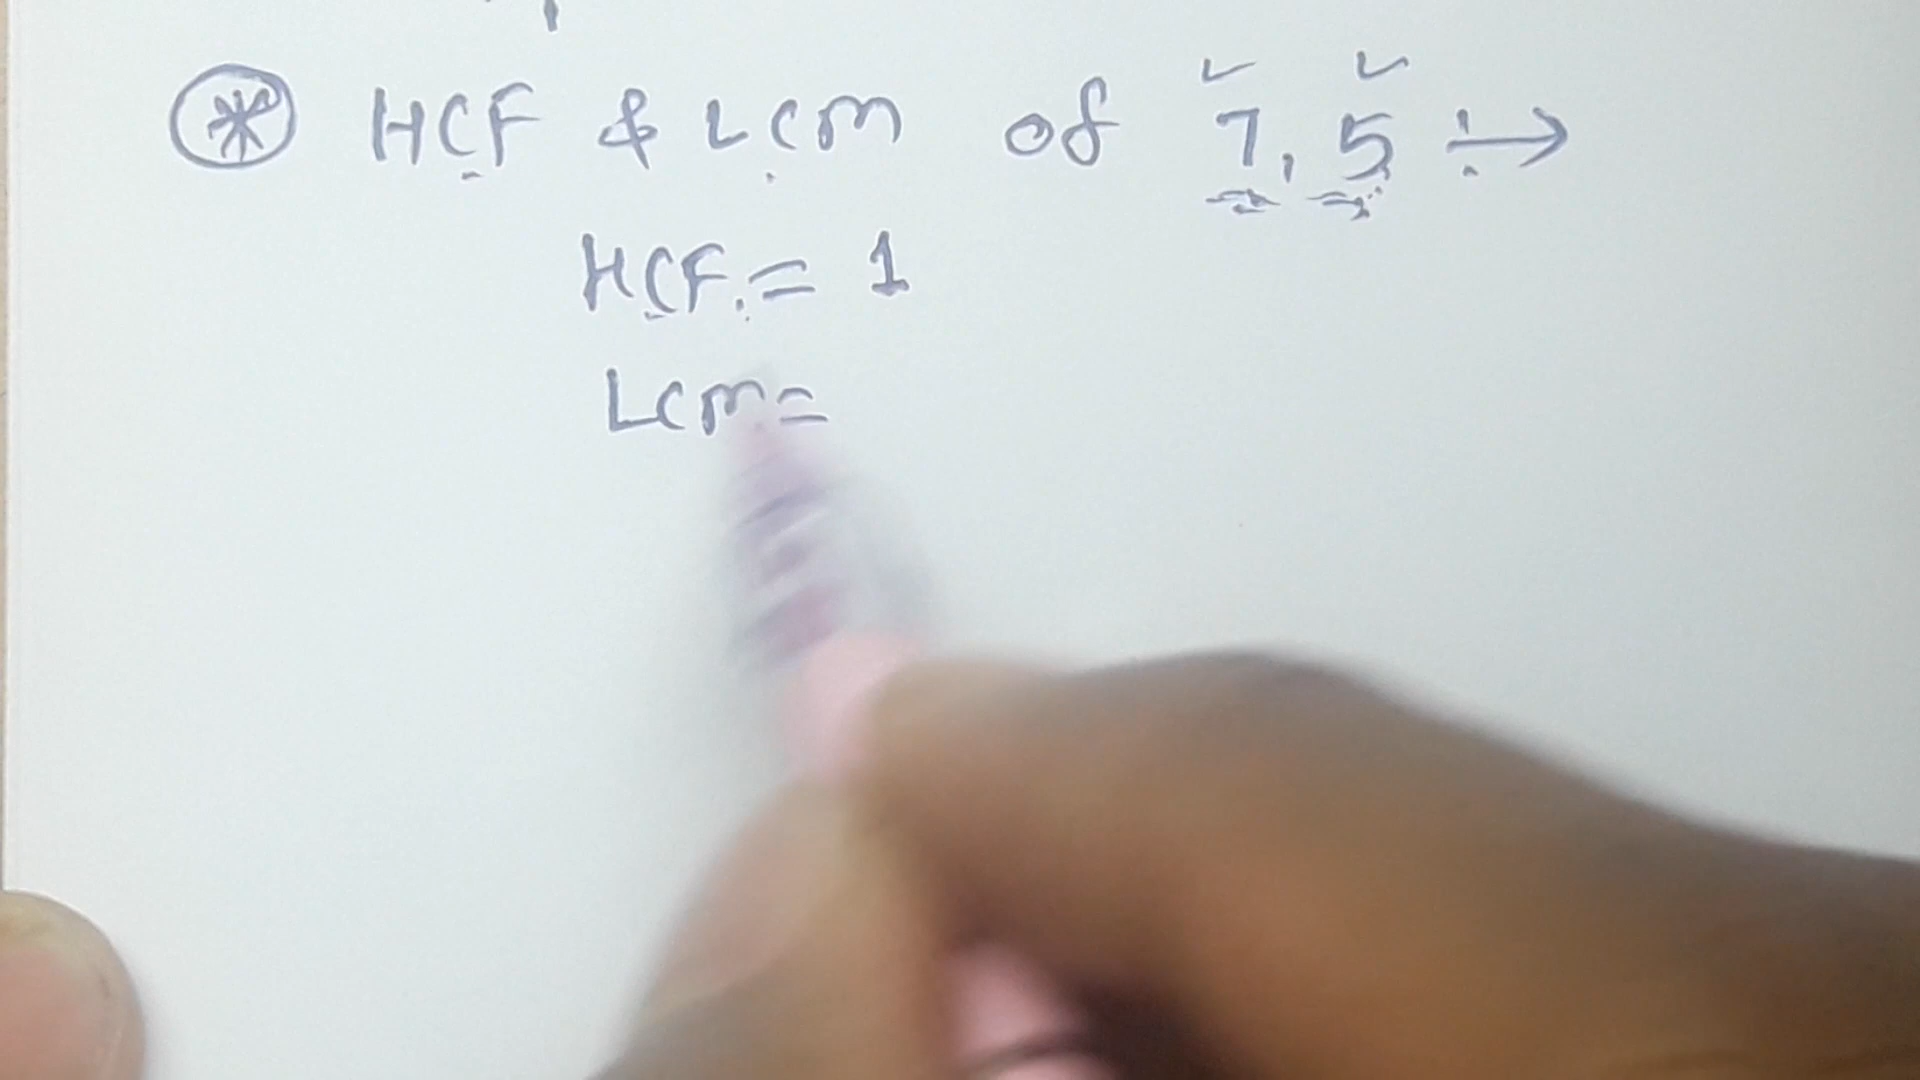 ⊛ HCF & LCM of 7, 5 :→
HCF. = 1
LCM =